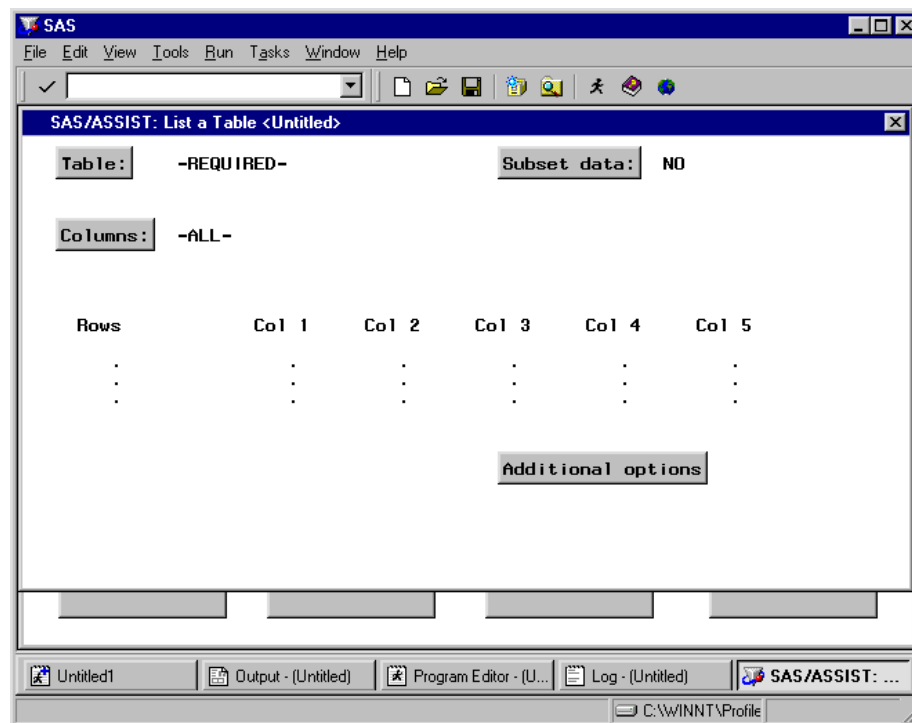 SAS
File Edit View Tools Run Tasks Window Help
SAS/ASSIST: List a Table <Untitled>
Table: -REQUIRED- Subset data: NO
Columns: -ALL-
Rows Col 1 Col 2 Col 3 Col 4 Col 5
. . . . . .
. . . . . .
. . . . . .
Additional options
Untitled1 Output - (Untitled) Program Editor - (U... Log - (Untitled) SAS/ASSIST: ...
C:\WINNT\Profile